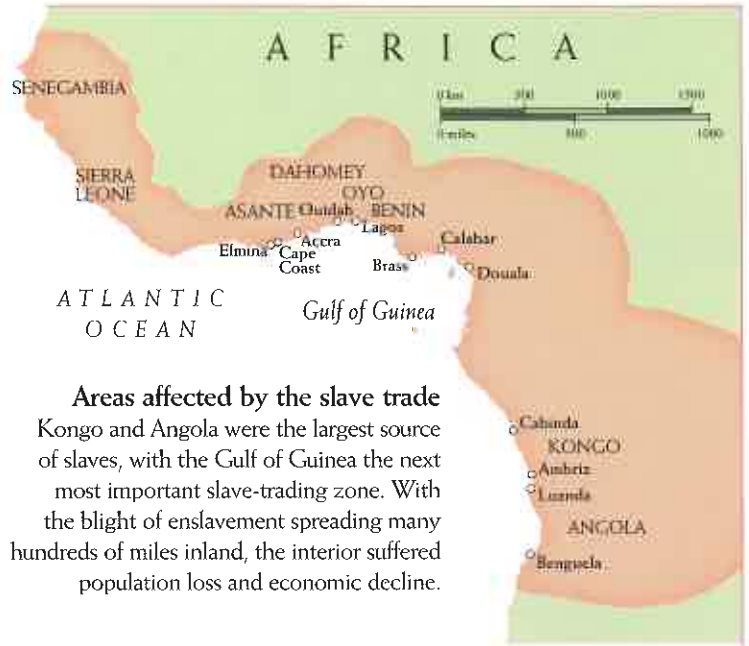 AFRICA
0 km 500 1000 1500
0 miles 500 1000
SENEGAMBIA
SIERRA
LEONE
DAHOMEY
OYO
ASANTE Ouidah BENIN
Lagos
Accra
Elmina Cape
Coast
Calabar
Brass
Douala
ATLANTIC
OCEAN
Gulf of Guinea
Areas affected by the slave trade
Kongo and Angola were the largest source
of slaves, with the Gulf of Guinea the next
most important slave-trading zone. With
the blight of enslavement spreading many
hundreds of miles inland, the interior suffered
population loss and economic decline.
Cabinda
KONGO
Ambriz
Luanda
ANGOLA
Benguela